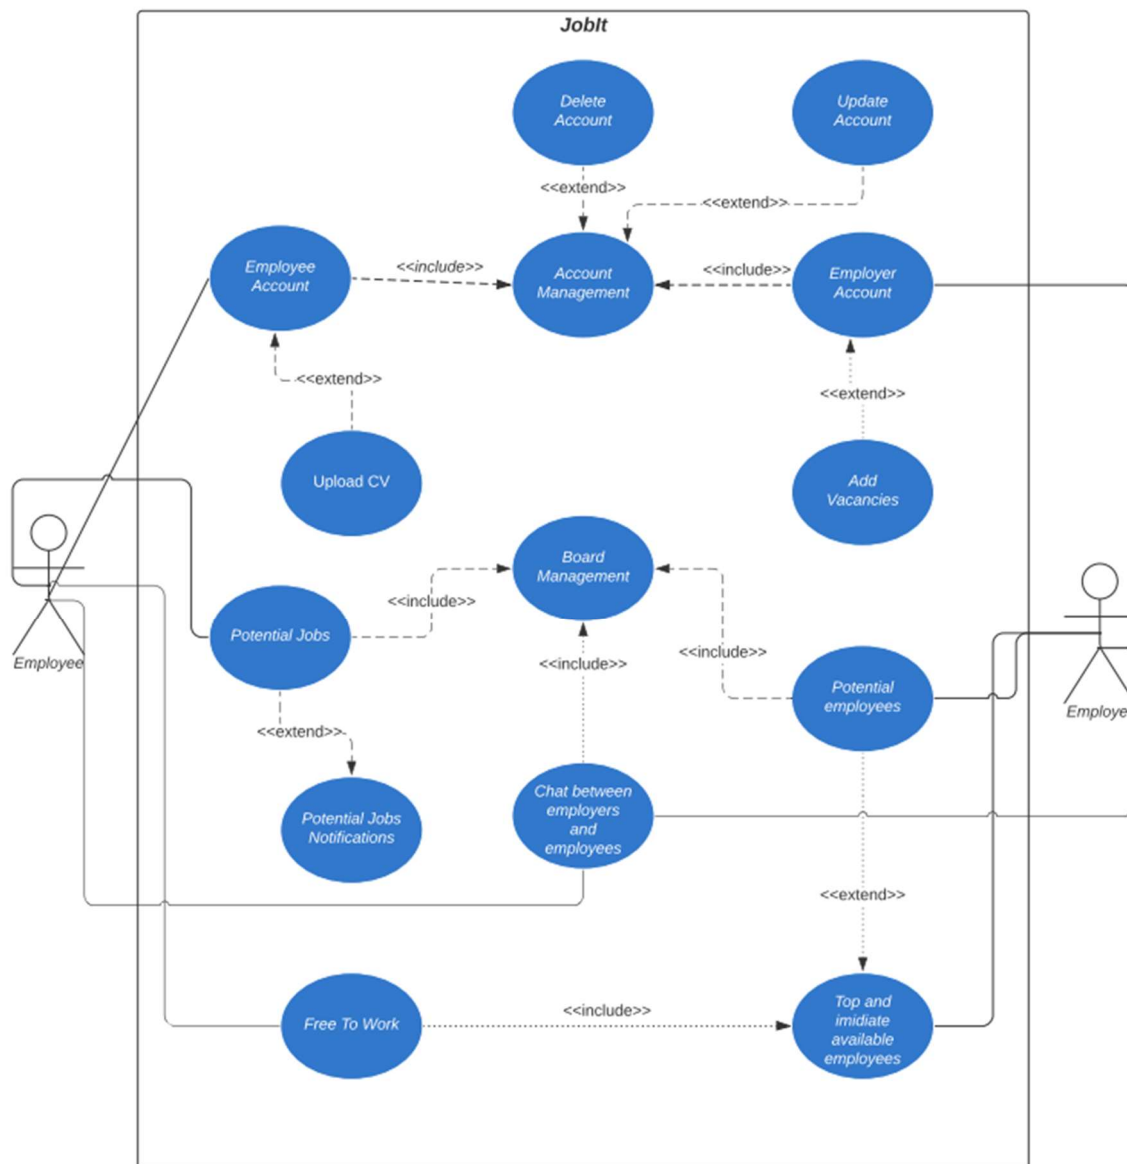 JobIt
Delete
Account
Update
Account
<<extend>>
<<extend>>
Employee
Account
<<include>>
Account
Management
<<include>>
Employer
Account
<<extend>>
<<extend>>
Upload CV
Add
Vacancies
Board
Management
<<include>>
Potential Jobs
Employee
<<include>>
<<include>>
Potential
employees
Employe
<<extend>>
Potential Jobs
Notifications
Chat between
employers
and
employees
<<extend>>
Free To Work
<<include>>
Top and
imidiate
available
employees